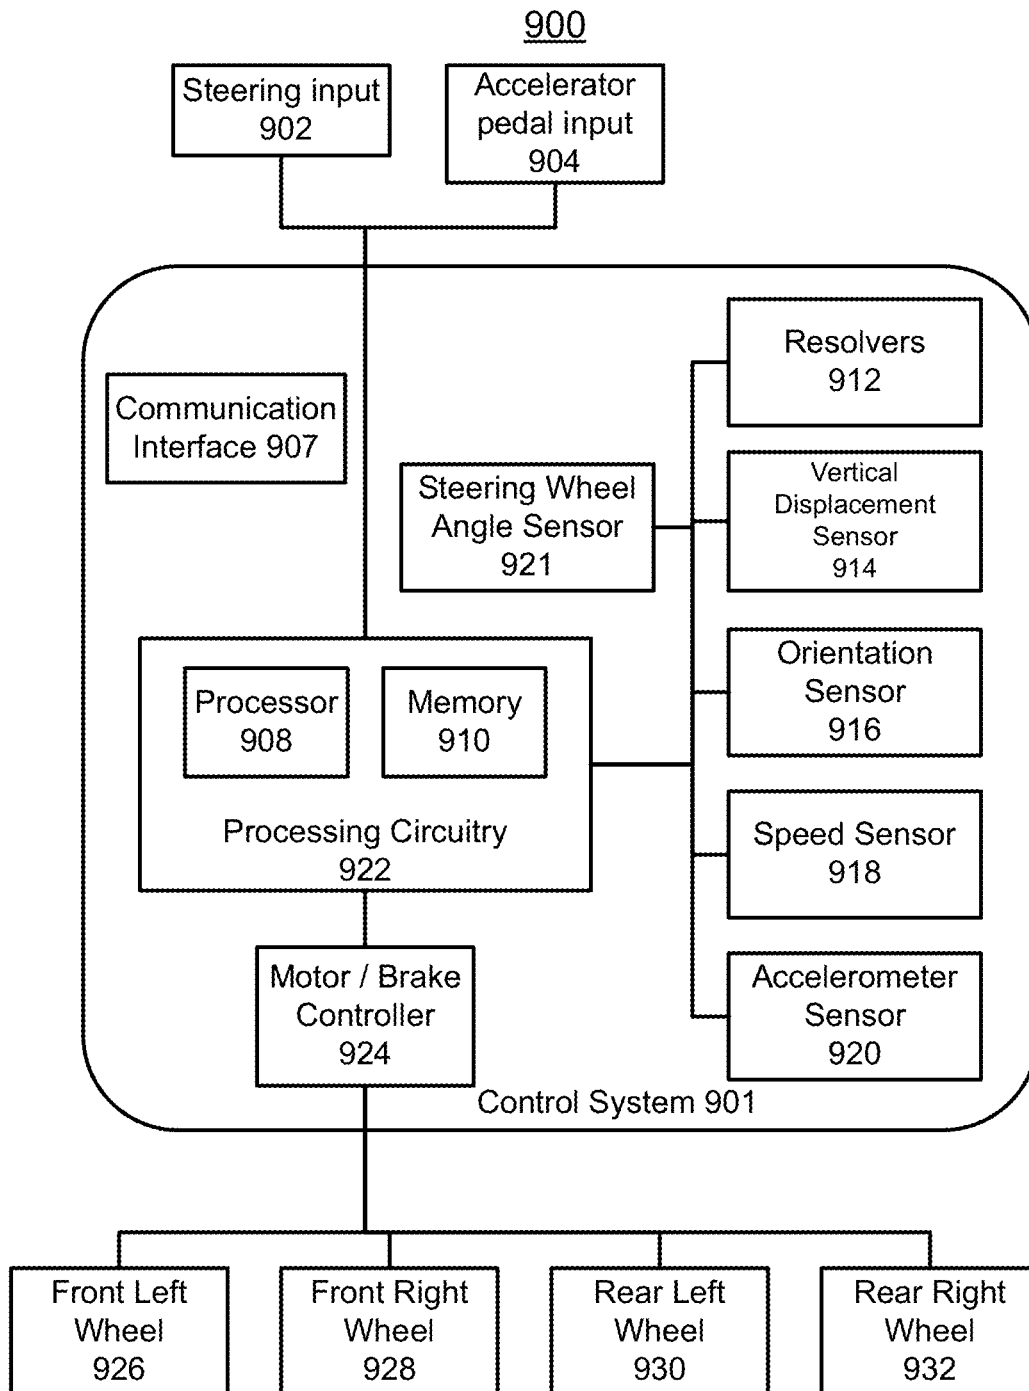 900
Steering input
902
Accelerator
pedal input
904
Communication
Interface 907
Resolvers
912
Steering Wheel
Angle Sensor
921
Vertical
Displacement
Sensor
914
Orientation
Sensor
916
Processor
908
Memory
910
Processing Circuitry
922
Speed Sensor
918
Motor / Brake
Controller
924
Accelerometer
Sensor
920
Control System 901
Front Left
Wheel
926
Front Right
Wheel
928
Rear Left
Wheel
930
Rear Right
Wheel
932